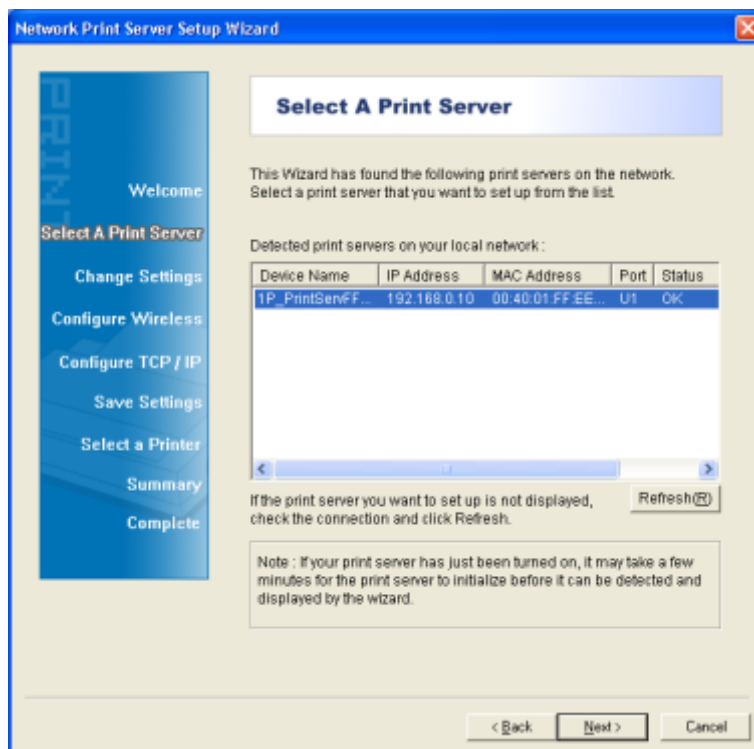 Network Print Server Setup Wizard
PRINT
Welcome
Select A Print Server
Change Settings
Configure Wireless
Configure TCP / IP
Save Settings
Select a Printer
Summary
Complete
Select A Print Server
This Wizard has found the following print servers on the network.
Select a print server that you want to set up from the list.
Detected print servers on your local network :
Device Name IP Address MAC Address Port Status
1P_PrintServFF... 192.168.0.10 00:40:01:FF:EE... U1 OK
If the print server you want to set up is not displayed,
check the connection and click Refresh.
Refresh(R)
Note : If your print server has just been turned on, it may take a few
minutes for the print server to initialize before it can be detected and
displayed by the wizard.
< Back Next > Cancel